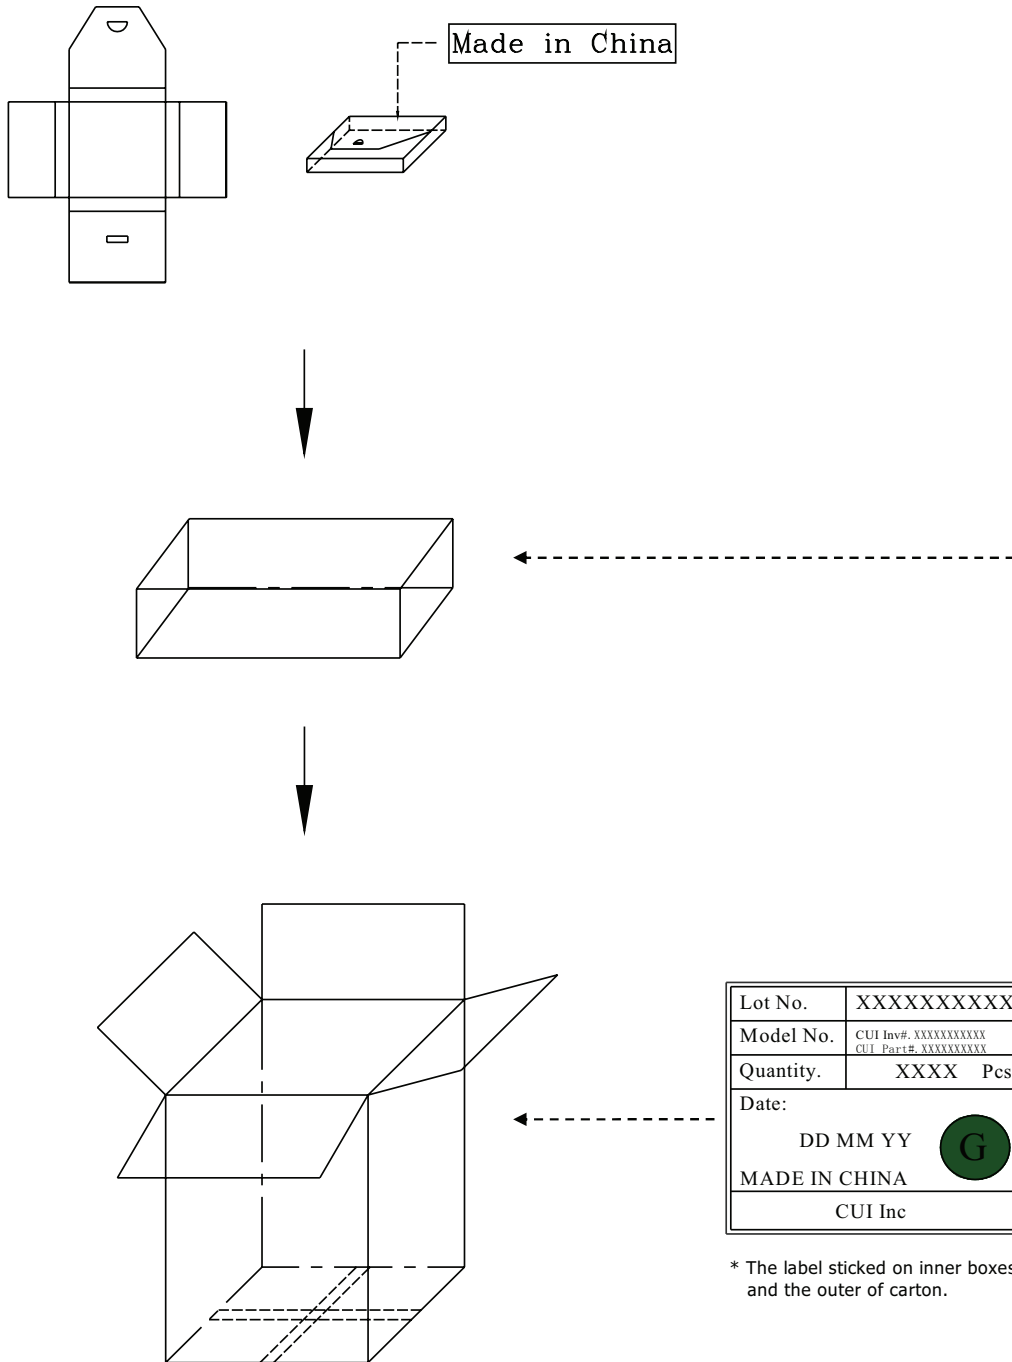 Made in China
Lot No. XXXXXXXXXX
Model No. CUI Inv#. XXXXXXXXXXX
CUI Part#. XXXXXXXXXX
Quantity. XXXX Pcs
Date:
DD MM YY
G
MADE IN CHINA
CUI Inc
* The label sticked on inner boxes
and the outer of carton.